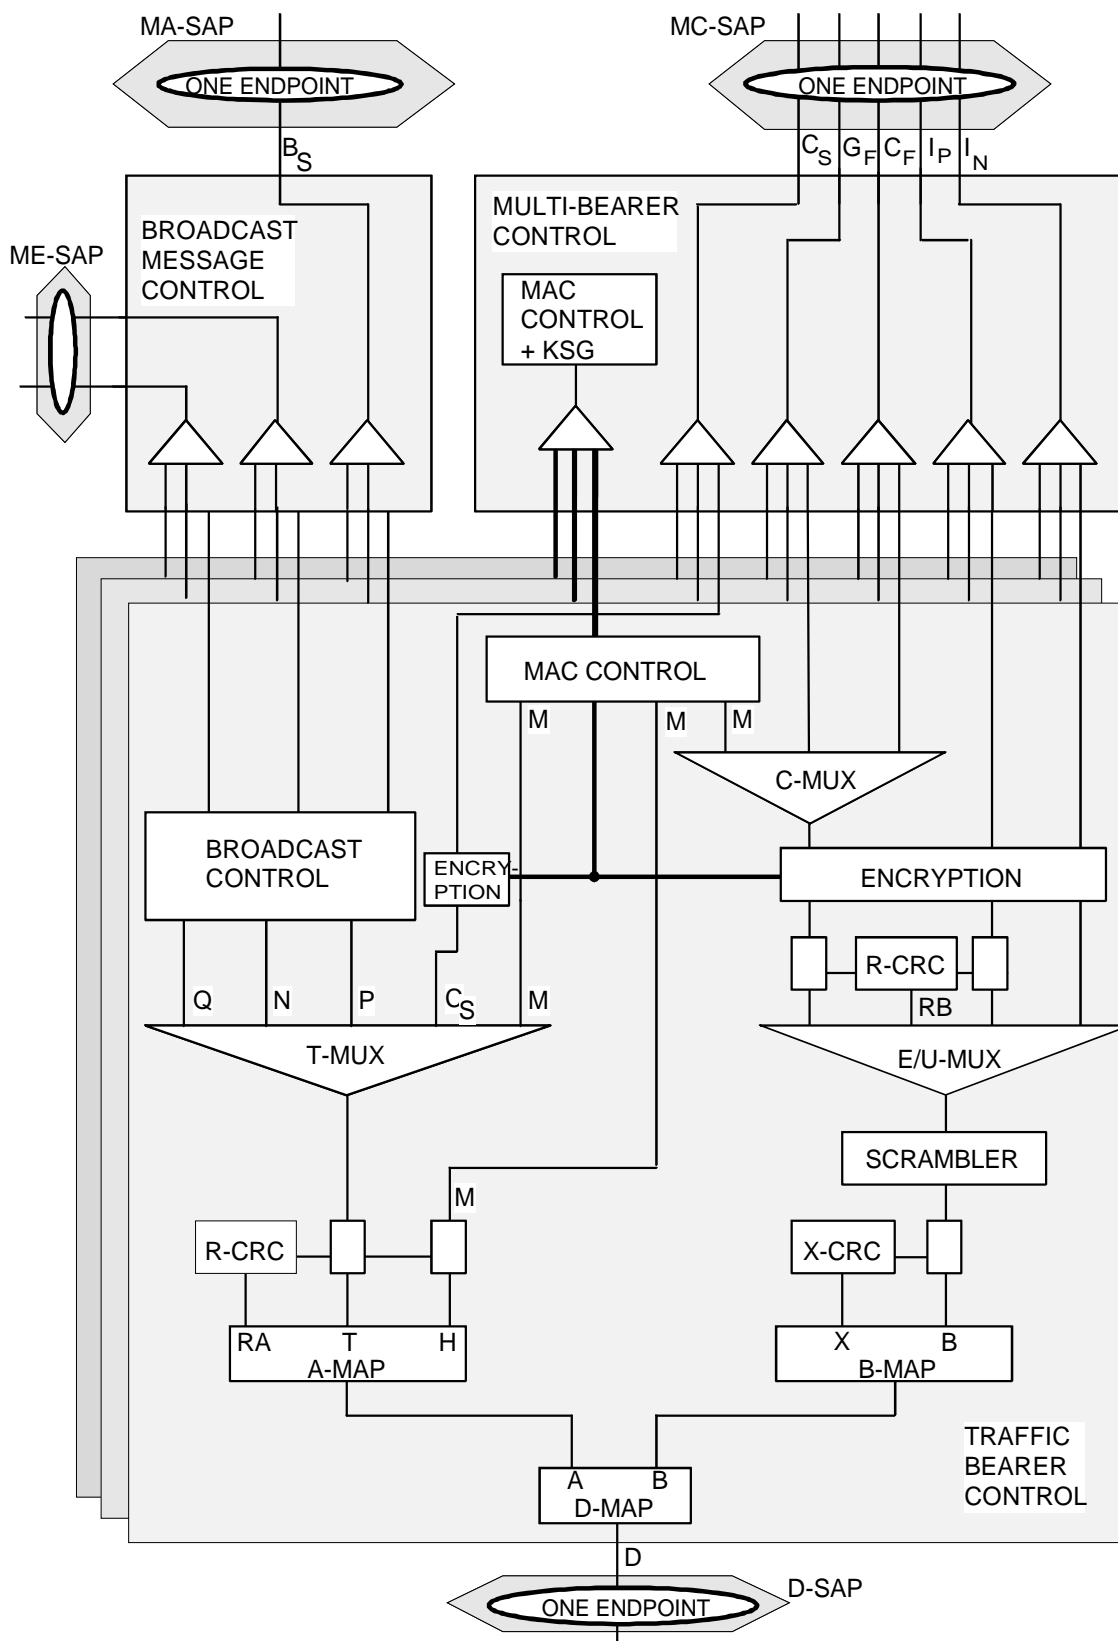 MA-SAP
MC-SAP
ONE ENDPOINT
ONE ENDPOINT
BS
CS
GF
CF
IP
IN
BROADCAST
MESSAGE
CONTROL
MULTI-BEARER
CONTROL
ME-SAP
MAC
CONTROL
+ KSG
MAC CONTROL
M
M
M
C-MUX
BROADCAST
CONTROL
ENCRY-
PTION
ENCRYPTION
R-CRC
Q
N
P
CS
M
RB
T-MUX
E/U-MUX
SCRAMBLER
M
R-CRC
X-CRC
RA
T
H
A-MAP
X
B
B-MAP
TRAFFIC
BEARER
CONTROL
A
B
D-MAP
D
D-SAP
ONE ENDPOINT